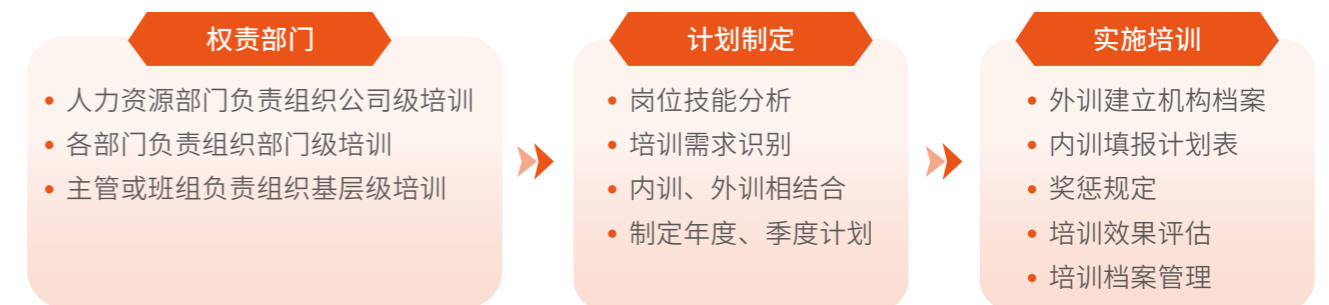 权责部门
人力资源部门负责组织公司级培训
各部门负责组织部门级培训
主管或班组负责组织基层级培训
计划制定
岗位技能分析
培训需求识别
内训、外训相结合
制定年度、季度计划
实施培训
外训建立机构档案
内训填报计划表
奖惩规定
培训效果评估
培训档案管理